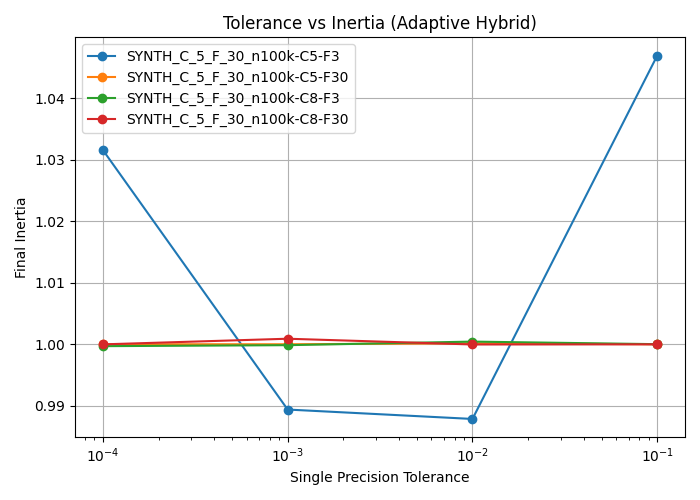 Tolerance vs Inertia (Adaptive Hybrid)
SYNTH_C_5_F_30_n100k-C5-F3
SYNTH_C_5_F_30_n100k-C5-F30
SYNTH_C_5_F_30_n100k-C8-F3
SYNTH_C_5_F_30_n100k-C8-F30
Final Inertia
1.04
1.03
1.02
1.01
1.00
0.99
10⁻⁴ 10⁻³ 10⁻² 10⁻¹
Single Precision Tolerance